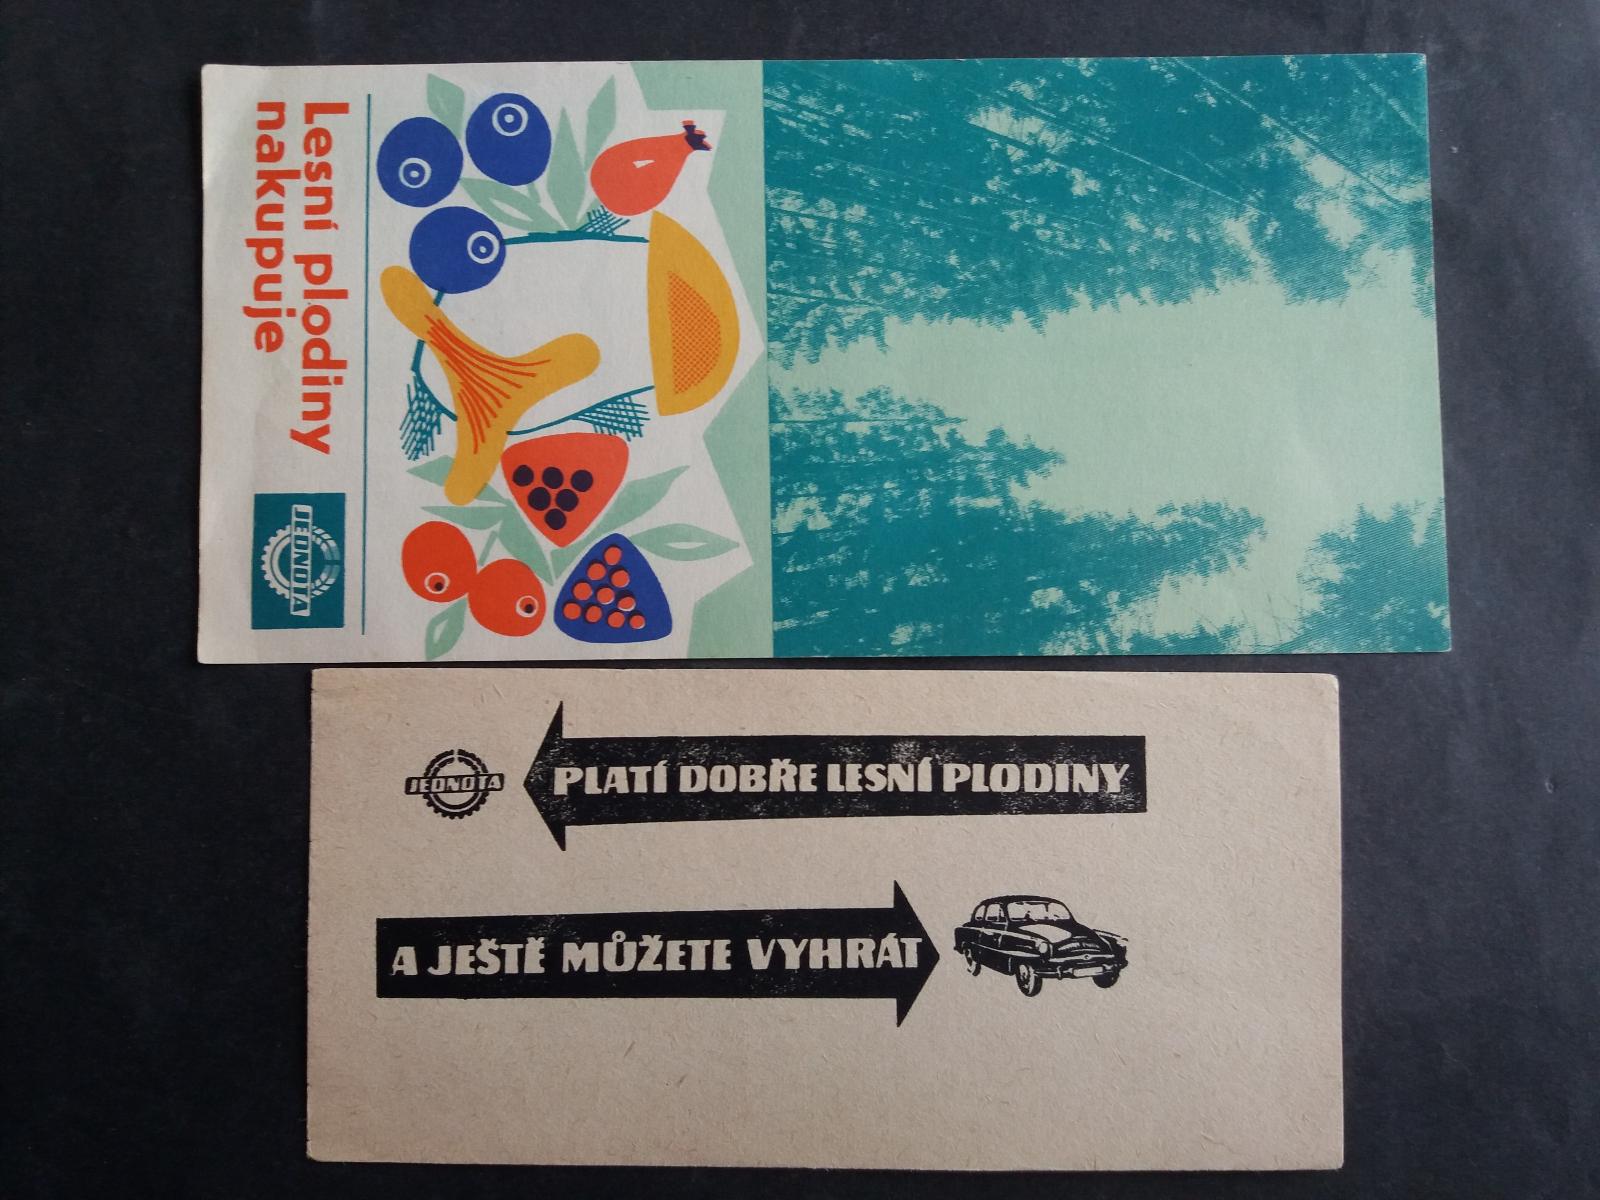 Lesní plodiny
nakupuje
JEDNOTA
JEDNOTA
PLATÍ DOBŘE LESNÍ PLODINY
A JEŠTĚ MŮŽETE VYHRÁT